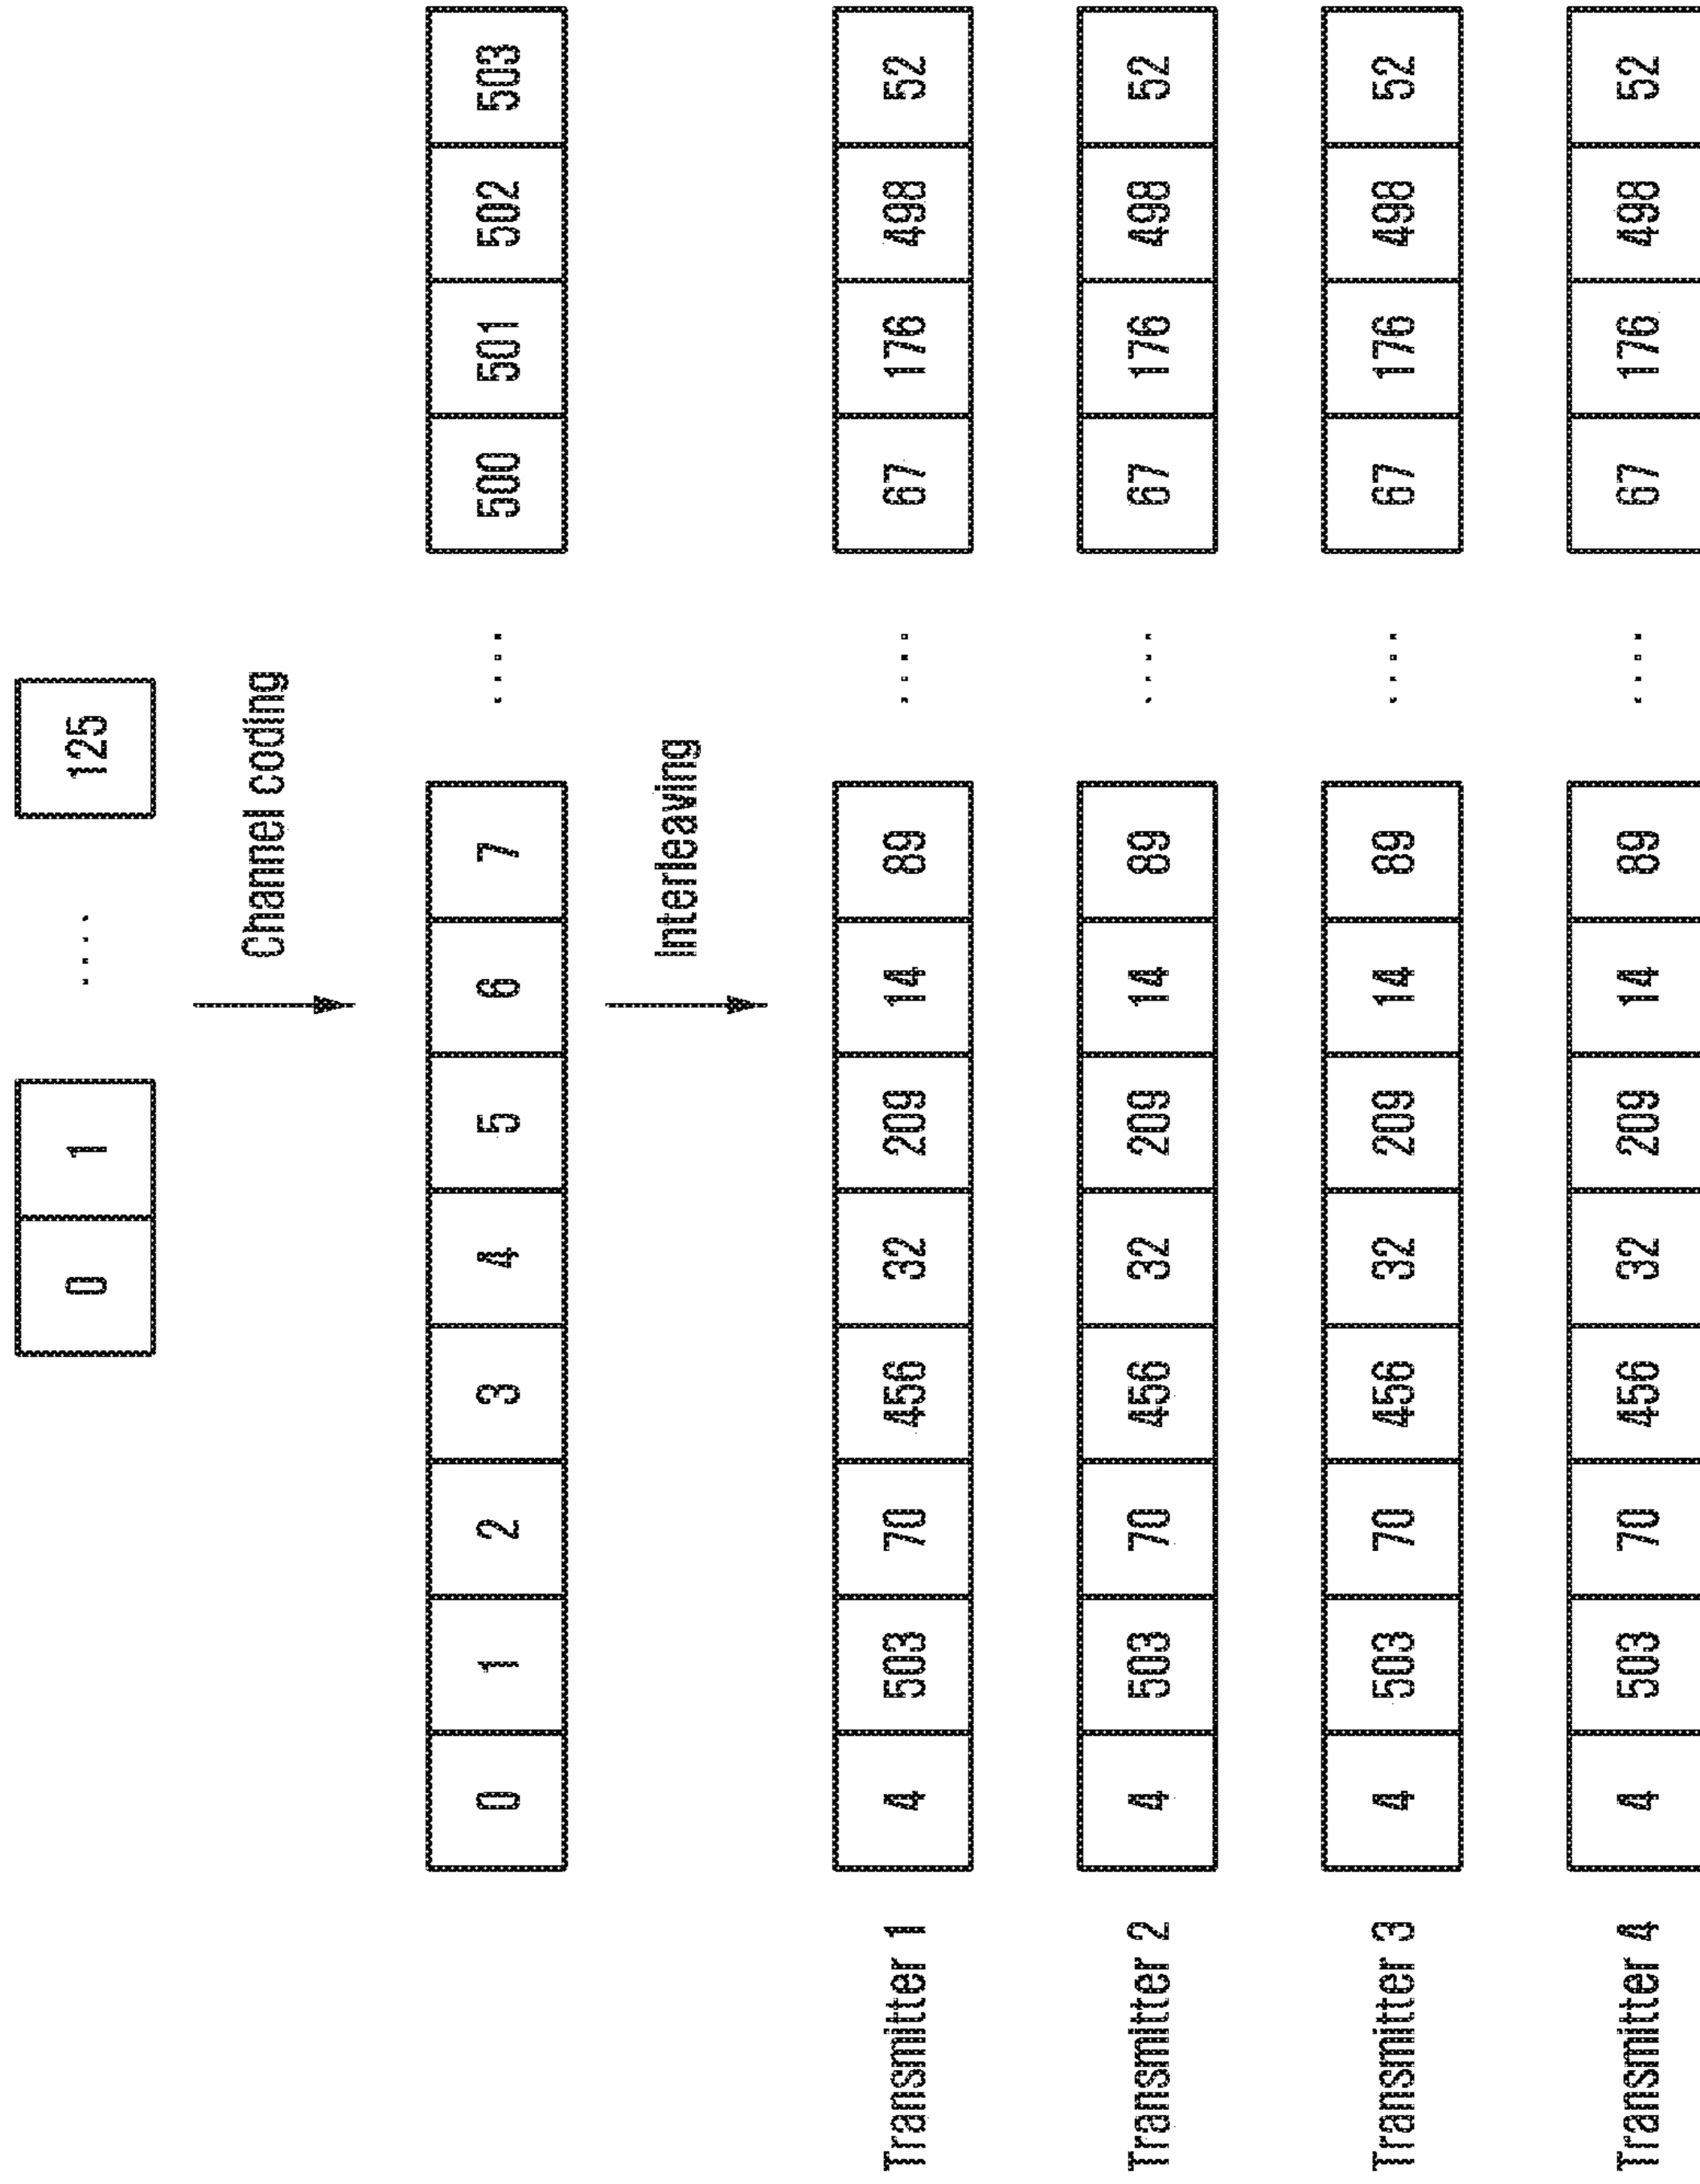 0 1 .... 125
Channel coding
0 1 2 3 4 5 6 7 .... 500 501 502 503
Interleaving
Transmitter 1 4 503 70 456 32 209 14 89 .... 67 176 498 52
Transmitter 2 4 503 70 456 32 209 14 89 .... 67 176 498 52
Transmitter 3 4 503 70 456 32 209 14 89 .... 67 176 498 52
Transmitter 4 4 503 70 456 32 209 14 89 .... 67 176 498 52